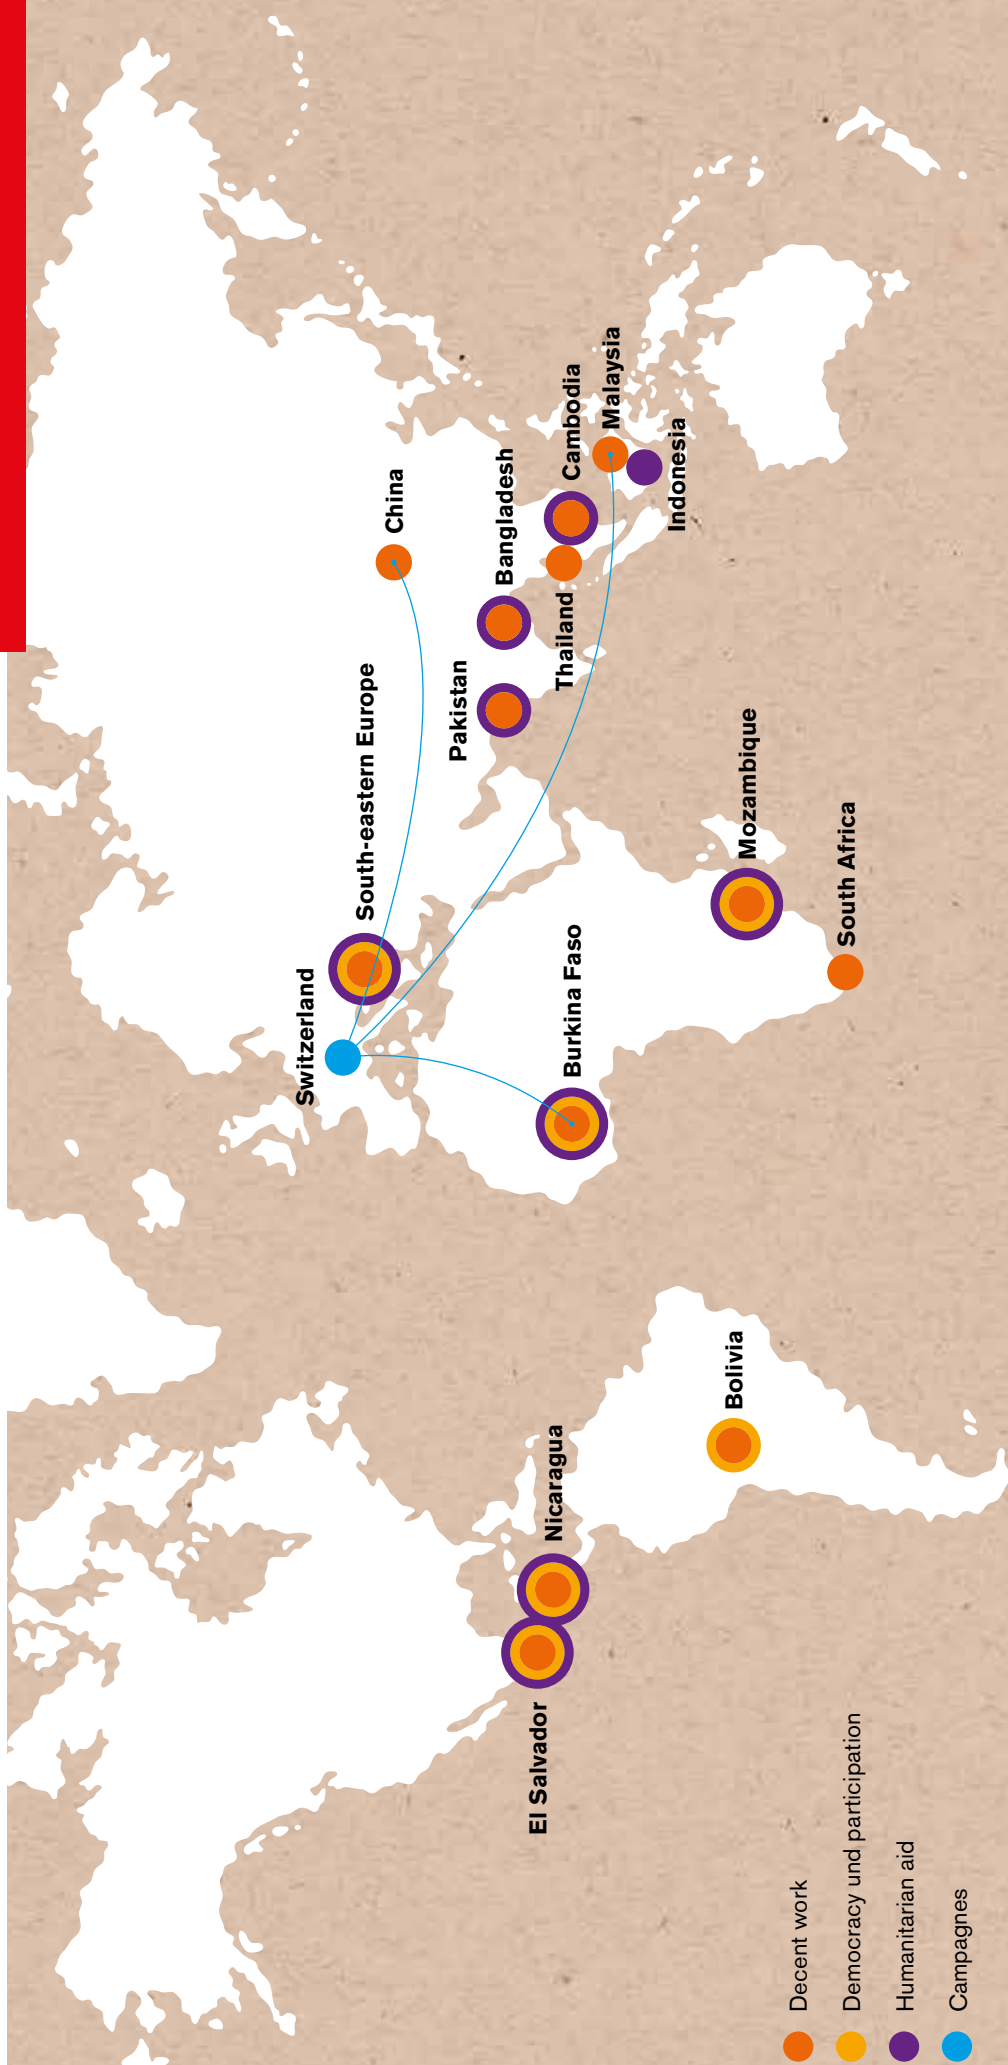 Switzerland
South-eastern Europe
China
Pakistan
Bangladesh
El Salvador
Nicaragua
Thailand
Cambodia
Burkina Faso
Malaysia
Indonesia
Bolivia
Mozambique
South Africa
Decent work
Democracy und participation
Humanitarian aid
Campagnes